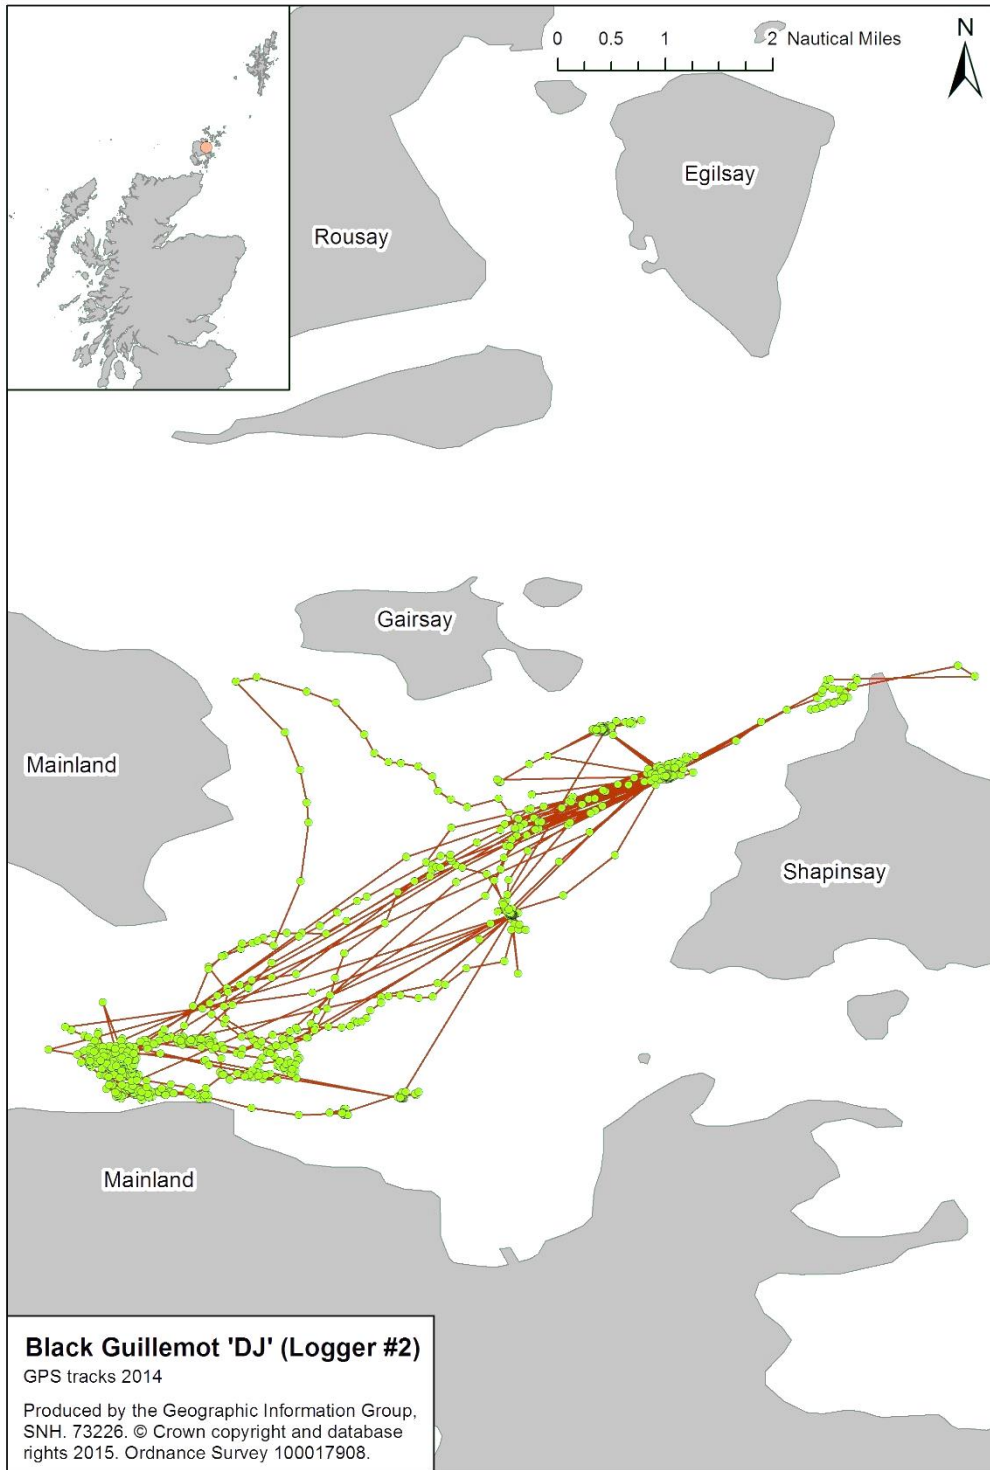 0 0.5 1 2 Nautical Miles
N
Egilsay
Rousay
Gairsay
Mainland
Shapinsay
Mainland
Black Guillemot 'DJ' (Logger #2)
GPS tracks 2014
Produced by the Geographic Information Group,
SNH. 73226. © Crown copyright and database
rights 2015. Ordnance Survey 100017908.